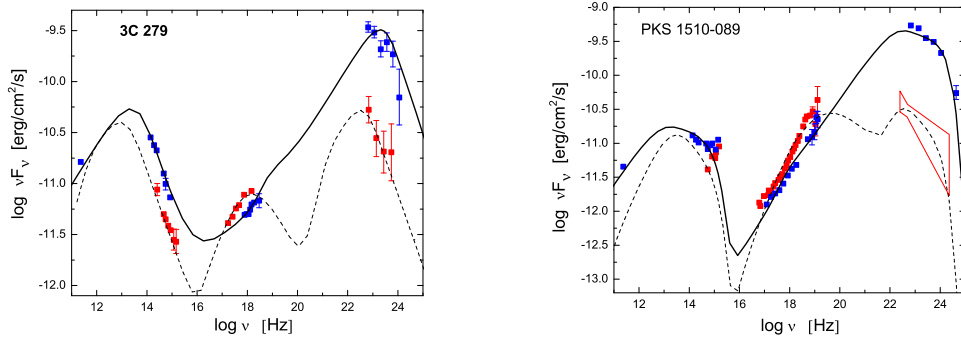 3C 279
log νFν [erg/cm²/s]
-9.5
-10.0
-10.5
-11.0
-11.5
-12.0
12 14 16 18 20 22 24
log ν [Hz]
PKS 1510-089
log νFν [erg/cm²/s]
-9.0
-9.5
-10.0
-10.5
-11.0
-11.5
-12.0
-12.5
-13.0
12 14 16 18 20 22 24
log ν [Hz]